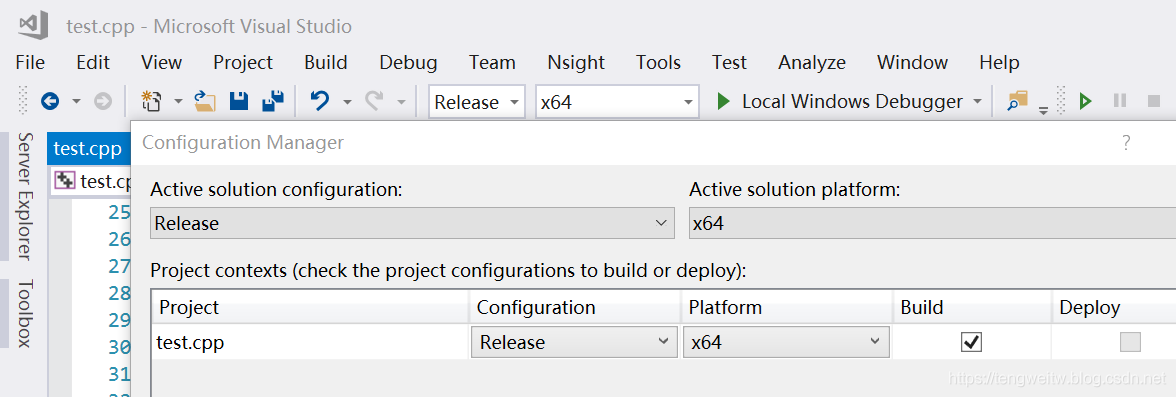 test.cpp - Microsoft Visual Studio
File Edit View Project Build Debug Team Nsight Tools Test Analyze Window Help
Release x64 Local Windows Debugger
Server Explorer
Toolbox
test.cpp
test.cp
25
26
27
28
29
30
31
Configuration Manager ?
Active solution configuration: Active solution platform:
Release x64
Project contexts (check the project configurations to build or deploy):
Project Configuration Platform Build Deploy
test.cpp Release x64
https://tengweitw.blog.csdn.net